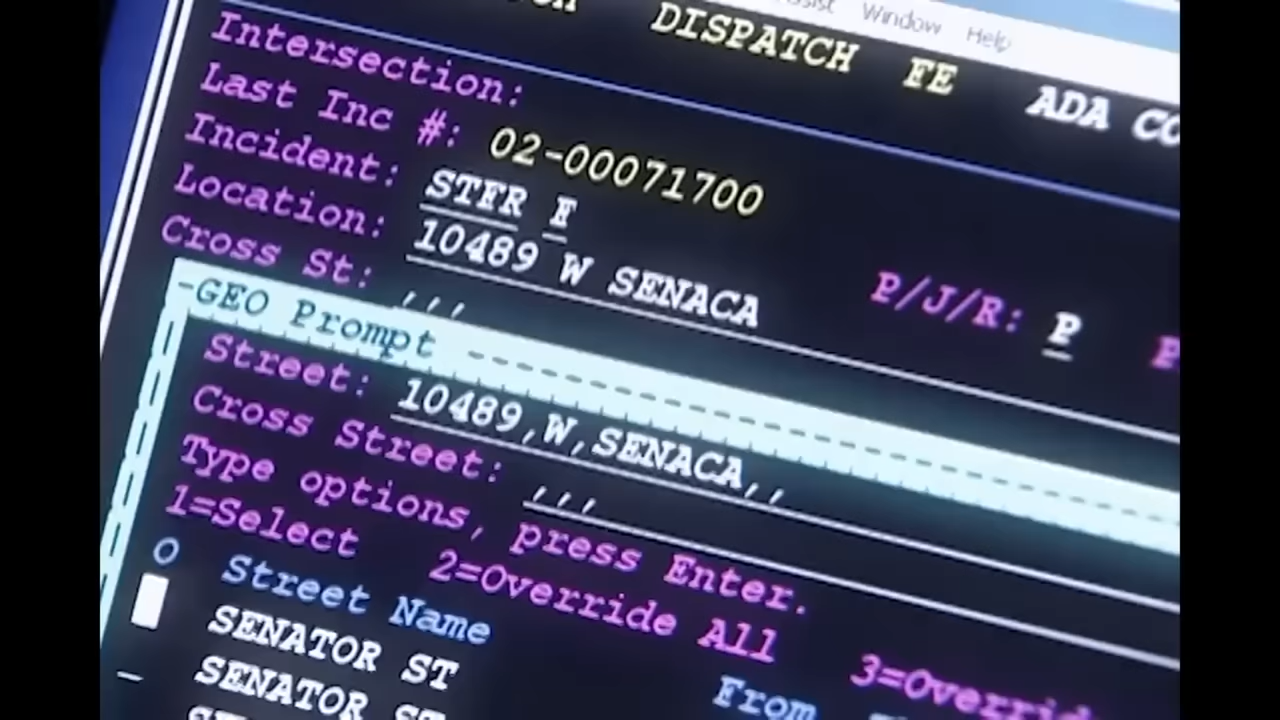 Window Help
DISPATCH FE ADA
Intersection:
Last Inc #: 02-00071700
Incident: STFR F
Location: 10489 W SENACA P/J/R: P
Cross St: ,,,
-GEO Prompt
Street: 10489,W,SENACA,,
Cross Street: ,,,
Type options, press Enter.
1=Select 2=Override All 3=Overrid
O Street Name From
SENATOR ST
SENATOR ST